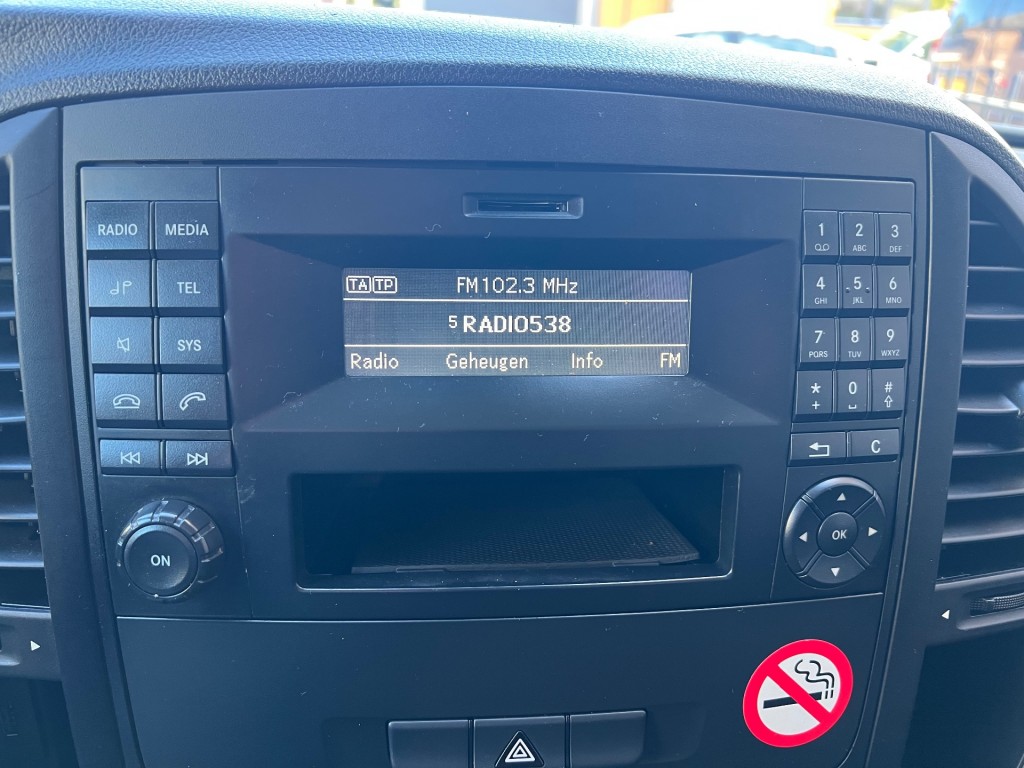 RADIO MEDIA
TEL
SYS
ON
TA TP FM102.3 MHz
5 RADIO538
Radio Geheugen Info FM
1 2 ABC 3 DEF
4 GHI 5 JKL 6 MNO
7 PQRS 8 TUV 9 WXYZ
* + 0 #
C
OK